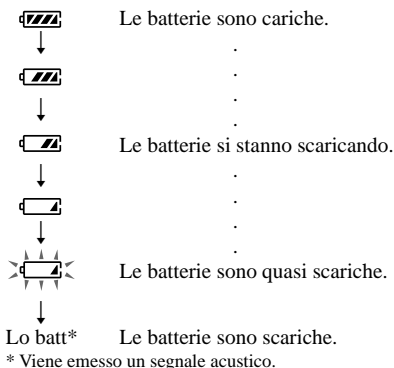 Le batterie sono cariche.
.
.
.
.
Le batterie si stanno scaricando.
.
.
.
.
Le batterie sono quasi scariche.
Lo batt* Le batterie sono scariche.
* Viene emesso un segnale acustico.